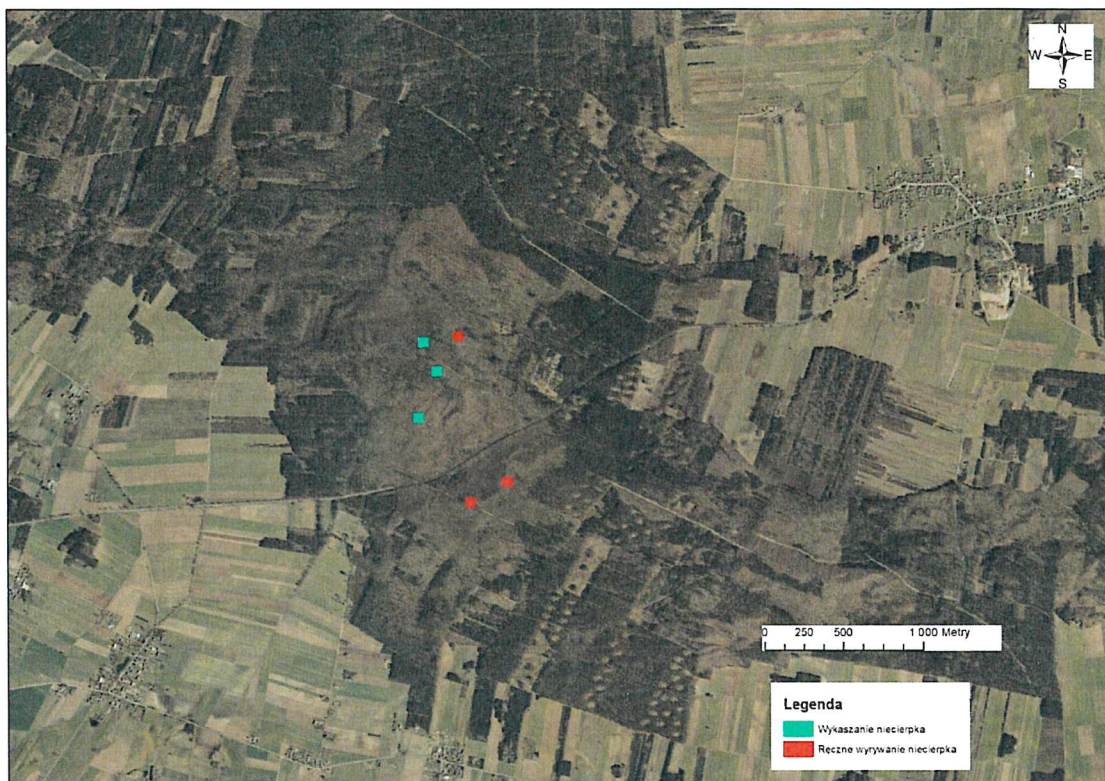 N
W E
S
0 250 500 1 000 Metry
Legenda
Wykaszanie niecierpka
Ręczne wyrywanie niecierpka